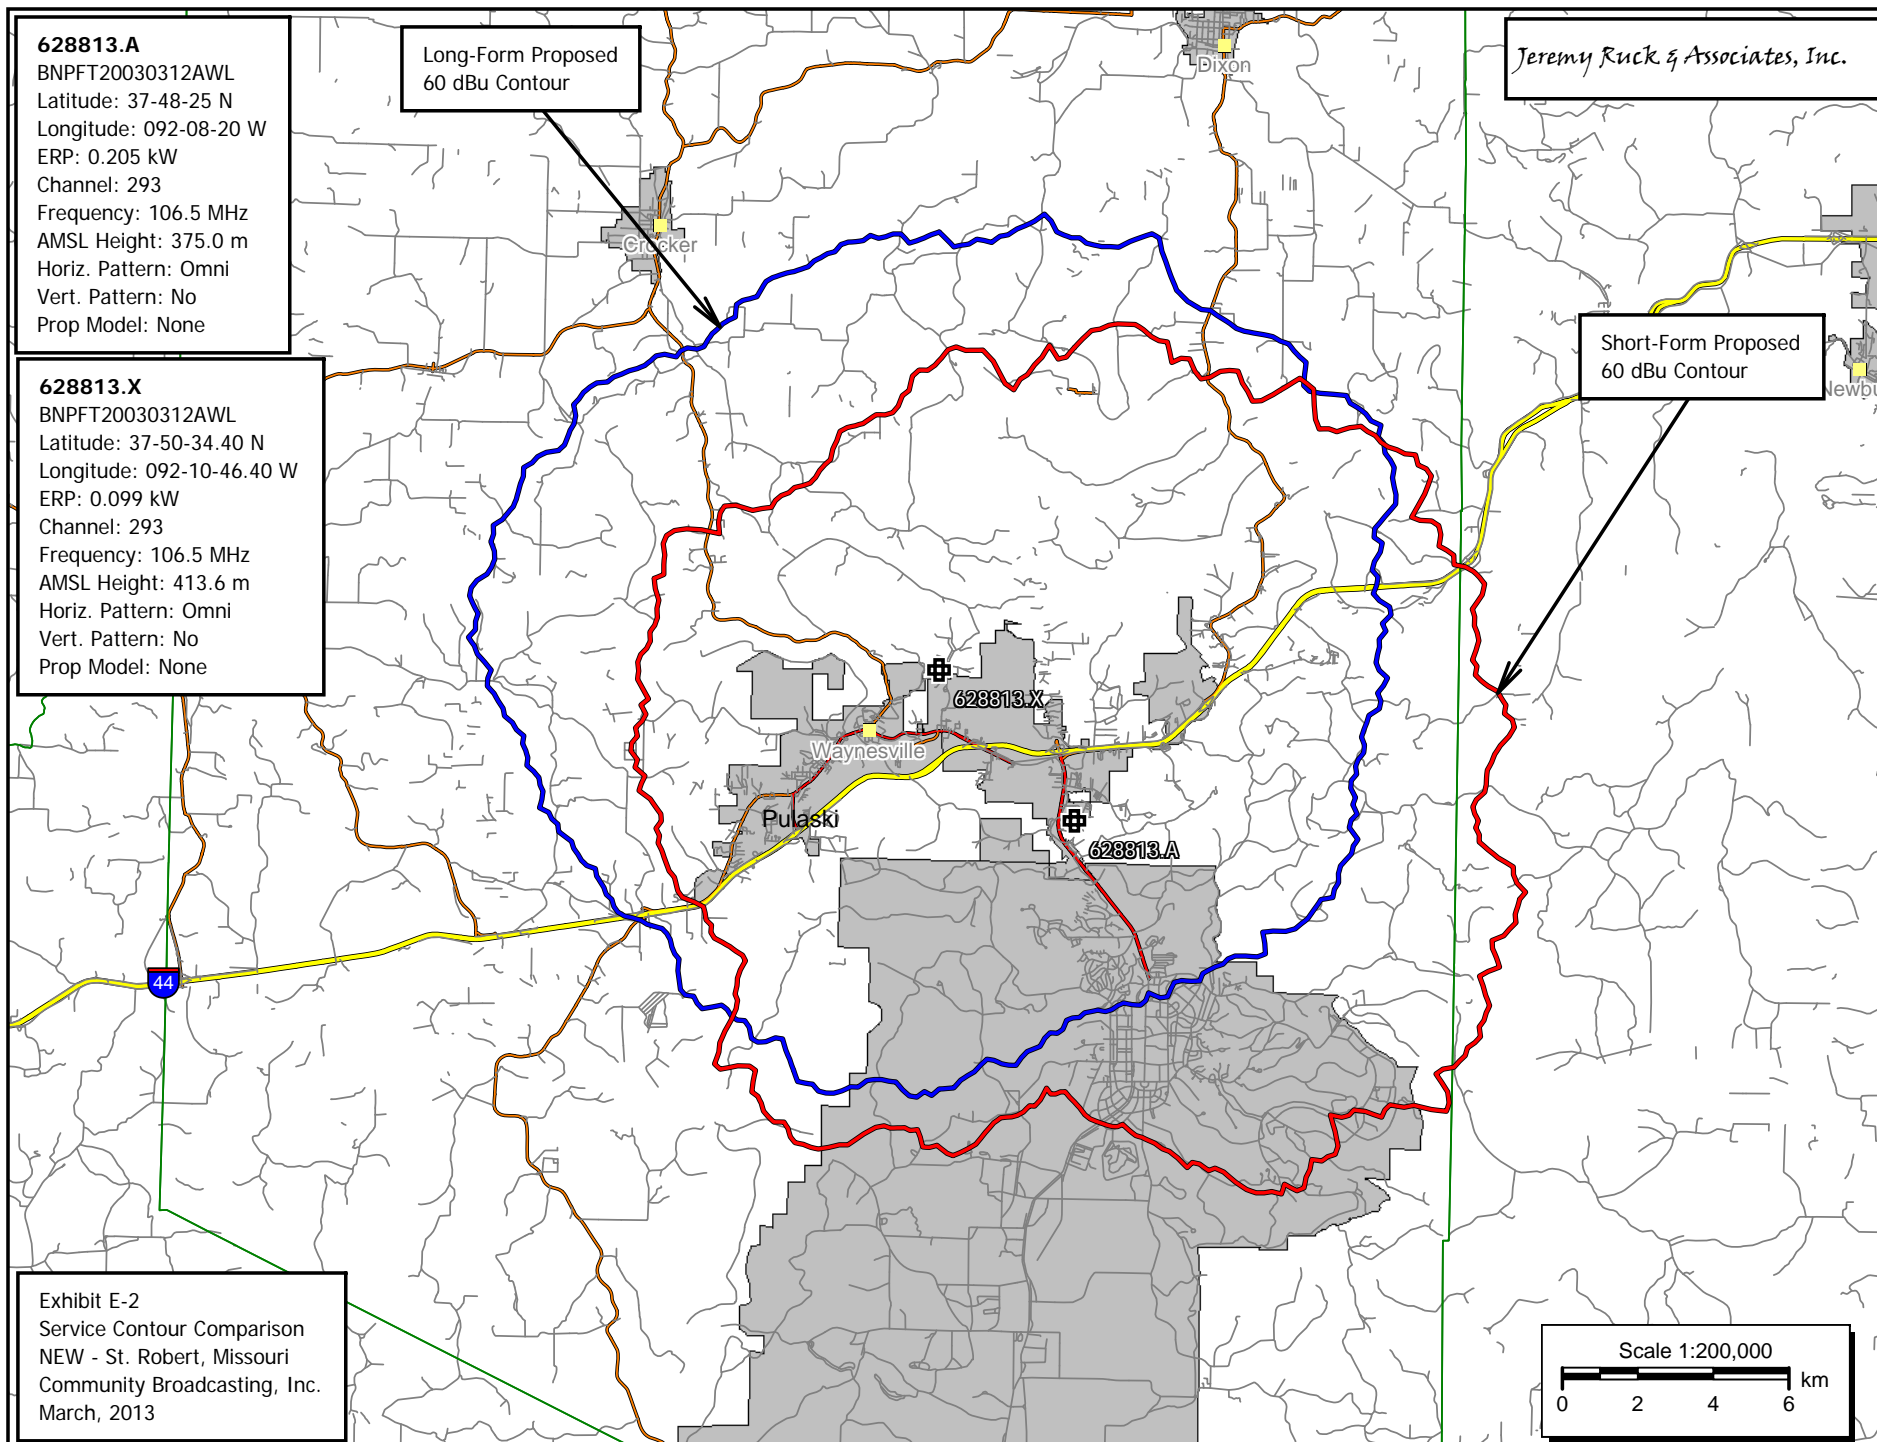 628813.A
BNPFT20030312AWL
Latitude: 37-48-25 N
Longitude: 092-08-20 W
ERP: 0.205 kW
Channel: 293
Frequency: 106.5 MHz
AMSL Height: 375.0 m
Horiz. Pattern: Omni
Vert. Pattern: No
Prop Model: None
628813.X
BNPFT20030312AWL
Latitude: 37-50-34.40 N
Longitude: 092-10-46.40 W
ERP: 0.099 kW
Channel: 293
Frequency: 106.5 MHz
AMSL Height: 413.6 m
Horiz. Pattern: Omni
Vert. Pattern: No
Prop Model: None
Long-Form Proposed
60 dBu Contour
Jeremy Ruck & Associates, Inc.
Dixon
Crocker
Short-Form Proposed
60 dBu Contour
Newbu
628813.X
Waynesville
Pulaski
628813.A
44
Exhibit E-2
Service Contour Comparison
NEW - St. Robert, Missouri
Community Broadcasting, Inc.
March, 2013
Scale 1:200,000
km
0 2 4 6